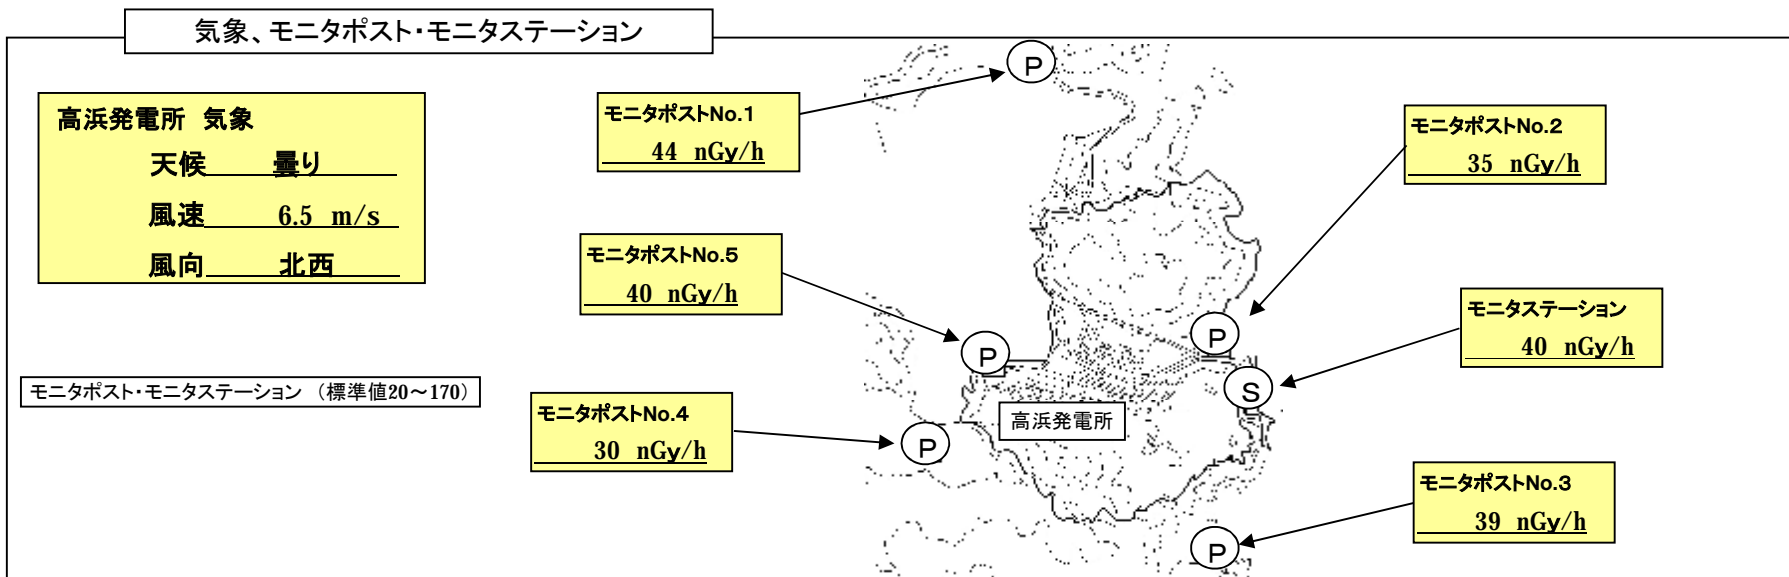 気象、モニタポスト・モニタステーション
高浜発電所 気象
天候 曇り
風速 6.5 m/s
風向 北西
モニタポスト・モニタステーション （標準値20～170）
モニタポストNo.1
44 nGy/h
P
モニタポストNo.2
35 nGy/h
P
モニタポストNo.5
40 nGy/h
P
モニタステーション
40 nGy/h
S
モニタポストNo.4
30 nGy/h
P
高浜発電所
モニタポストNo.3
39 nGy/h
P